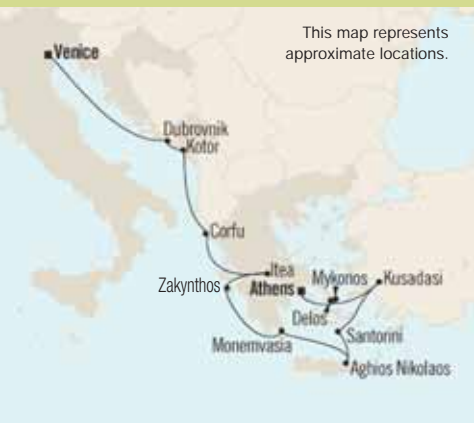 This map represents
approximate locations.
Venice
Dubrovnik
Kotor
Corfu
Itea
Mykonos
Kusadasi
Zakynthos
Athens
Delos
Santorini
Monemvasia
Aghios Nikolaos